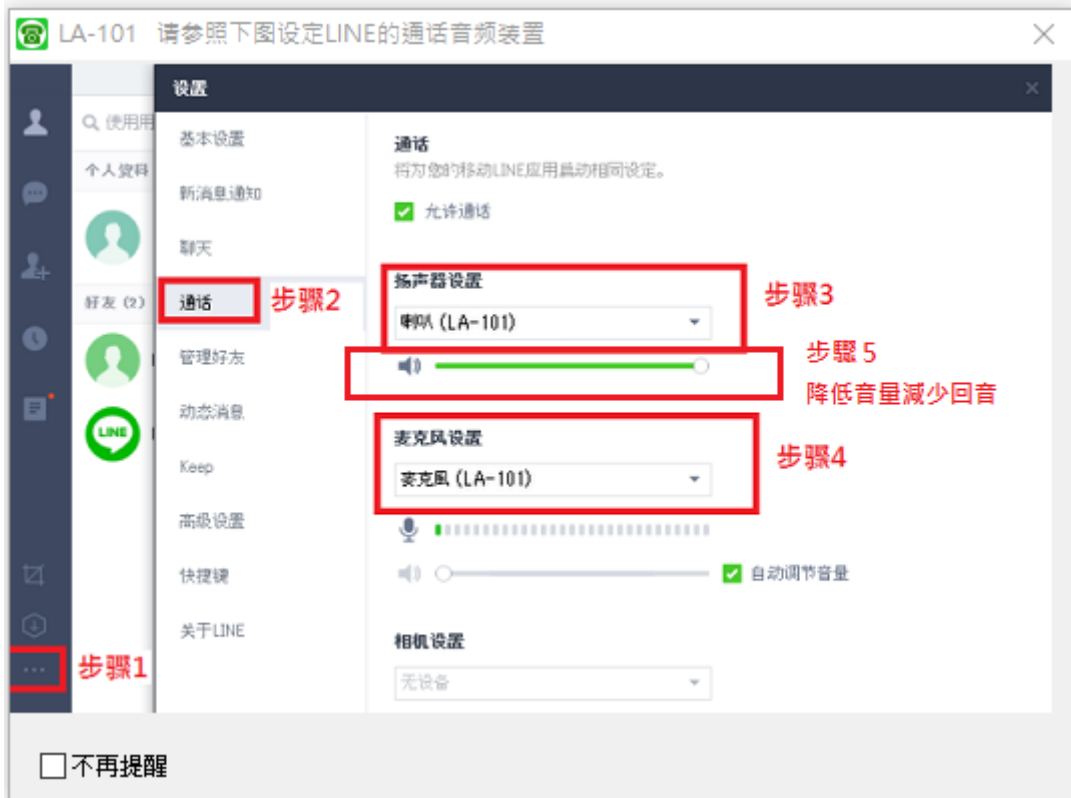 LA-101 请参照下图设定LINE的通话音频装置
设置
使用用
基本设置
通话
个人资料
将为您的移动LINE应用启动相同设定。
新消息通知
允许通话
聊天
扬声器设置
好友 (2)
通话
步骤2
步骤3
喇叭 (LA-101)
管理好友
步驟 5
降低音量減少回音
动态消息
LINE
麦克风设置
步骤4
Keep
麥克風 (LA-101)
高级设置
快捷键
自动调节音量
关于LINE
相机设置
步骤1
无设备
不再提醒